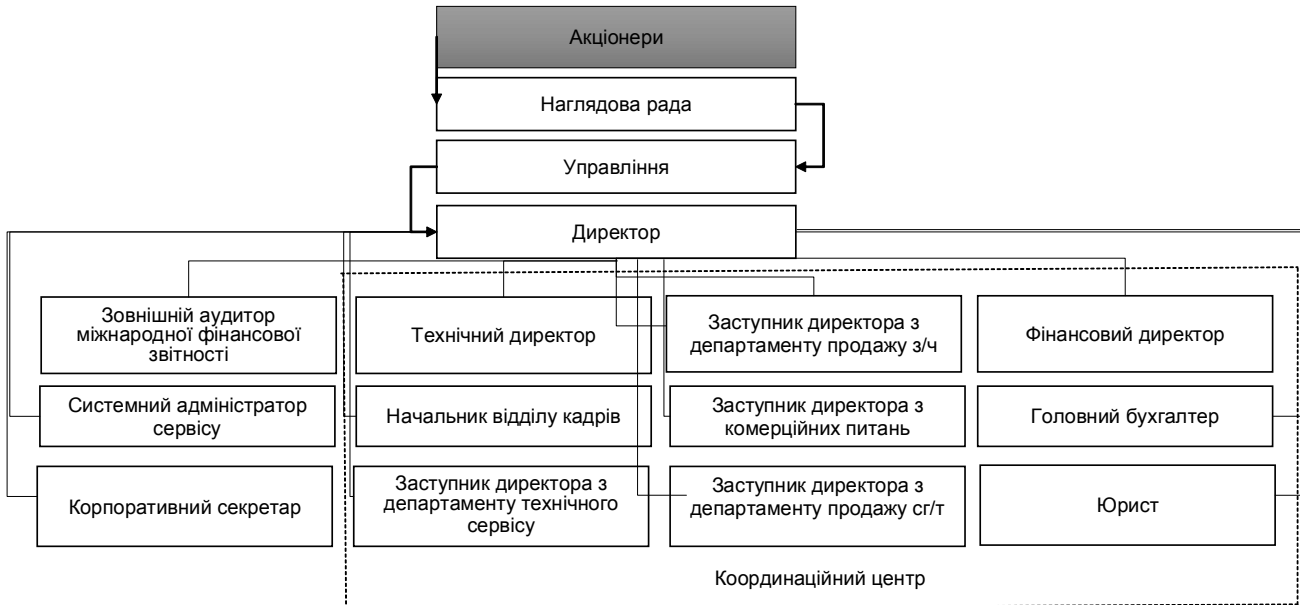 Акціонери
Наглядова рада
Управління
Директор
Зовнішній аудитор
міжнародної фінансової
звітності
Технічний директор
Заступник директора з
департаменту продажу з/ч
Фінансовий директор
Системний адміністратор
сервісу
Начальник відділу кадрів
Заступник директора з
комерційних питань
Головний бухгалтер
Корпоративний секретар
Заступник директора з
департаменту технічного
сервісу
Заступник директора з
департаменту продажу сг/т
Юрист
Координаційний центр